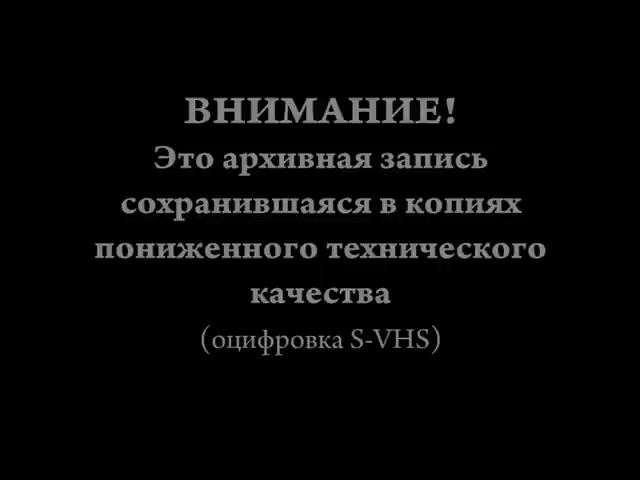 ВНИМАНИЕ!
Это архивная запись
сохранившаяся в копиях
пониженного технического
качества
(оцифровка S-VHS)